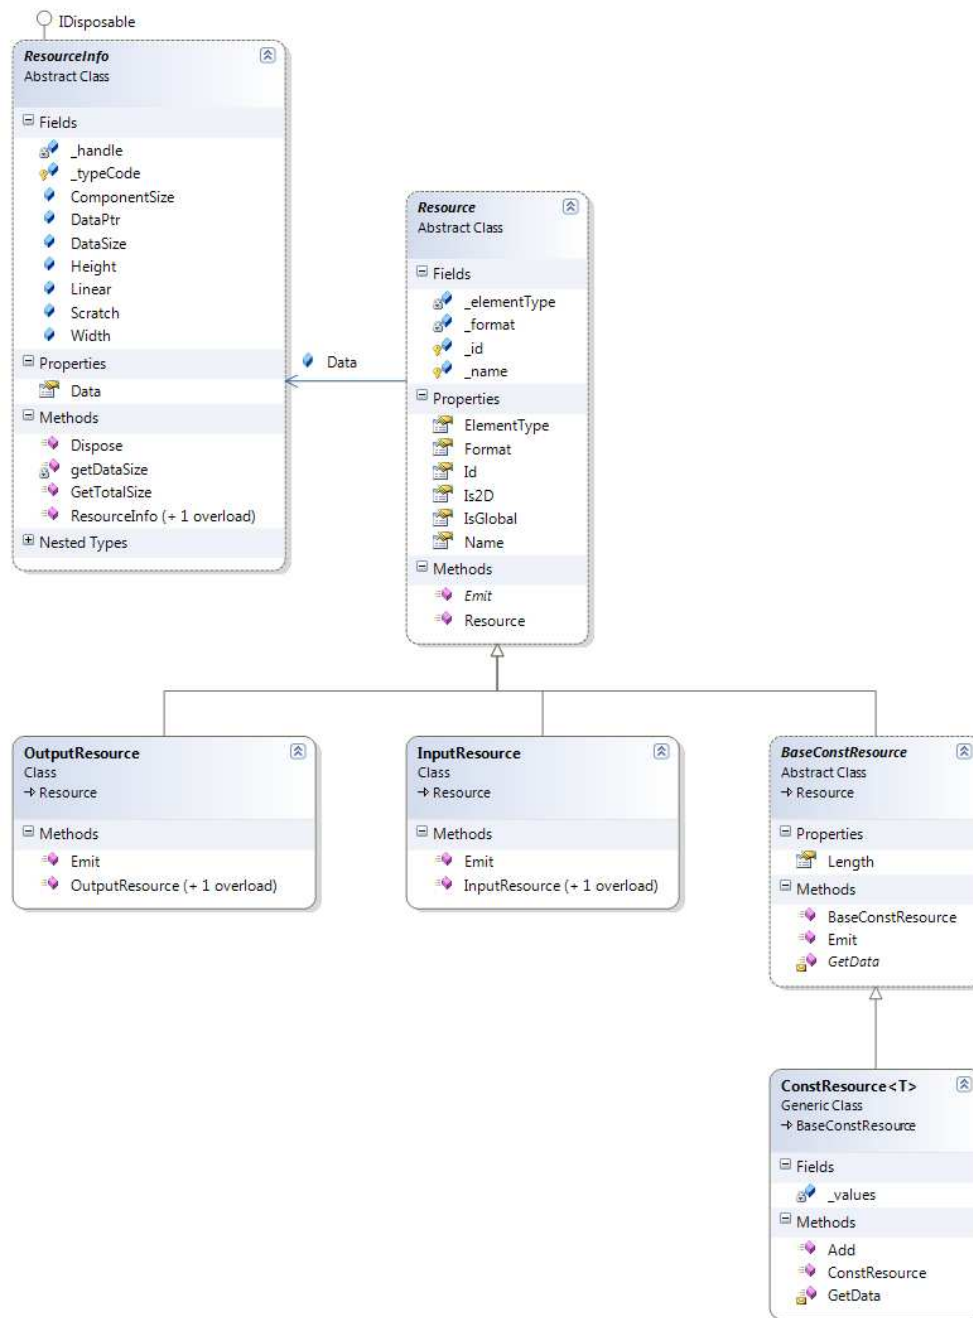 IDisposable
ResourceInfo
Abstract Class
Fields
_handle
_typeCode
ComponentSize
DataPtr
DataSize
Height
Linear
Scratch
Width
Properties
Data
Methods
Dispose
getDataSize
GetTotalSize
ResourceInfo (+ 1 overload)
Nested Types
Data
Resource
Abstract Class
Fields
_elementType
_format
_id
_name
Properties
ElementType
Format
Id
Is2D
IsGlobal
Name
Methods
Emit
Resource
OutputResource
Class
Resource
Methods
Emit
OutputResource (+ 1 overload)
InputResource
Class
Resource
Methods
Emit
InputResource (+ 1 overload)
BaseConstResource
Abstract Class
Resource
Properties
Length
Methods
BaseConstResource
Emit
GetData
ConstResource<T>
Generic Class
BaseConstResource
Fields
_values
Methods
Add
ConstResource
GetData